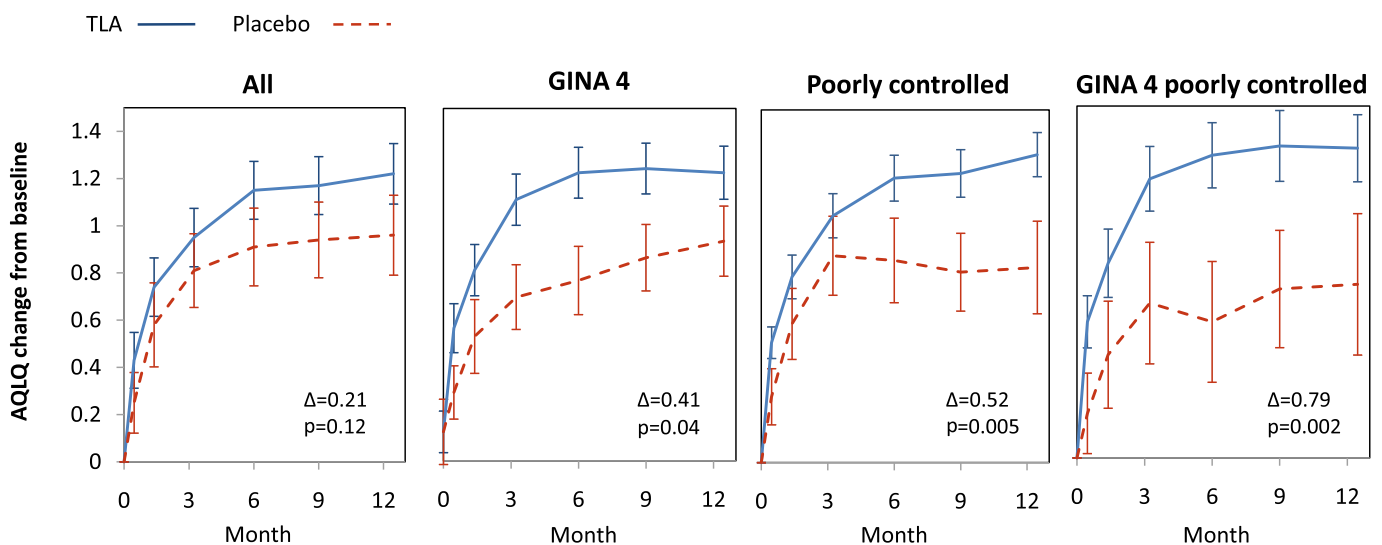 TLA Placebo
All
GINA 4
Poorly controlled
GINA 4 poorly controlled
AQLQ change from baseline
1.4
1.2
1
0.8
0.6
0.4
0.2
0
Δ=0.21
p=0.12
Δ=0.41
p=0.04
Δ=0.52
p=0.005
Δ=0.79
p=0.002
0 3 6 9 12
0 3 6 9 12
0 3 6 9 12
0 3 6 9 12
Month
Month
Month
Month